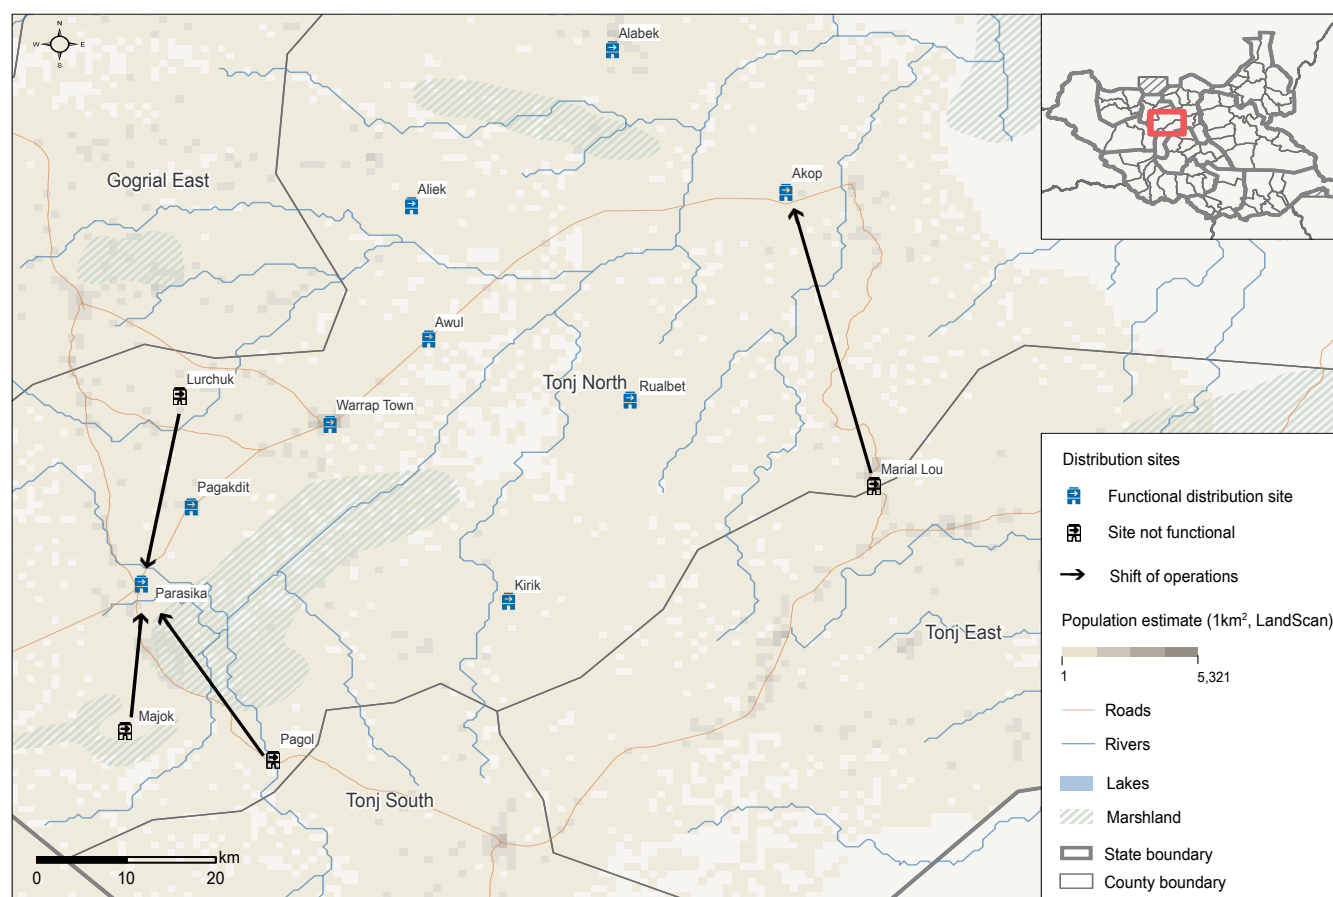 N
W
E
S
Alabek
Gogrial East
Aliek
Akop
Awul
Lurchuk
Tonj North
Rualbet
Warrap Town
Marial Lou
Pagakdit
Parasika
Kirik
Tonj East
Majok
Pagol
Tonj South
km
0 10 20
Distribution sites
Functional distribution site
Site not functional
Shift of operations
Population estimate (1km², LandScan)
1 5,321
Roads
Rivers
Lakes
Marshland
State boundary
County boundary